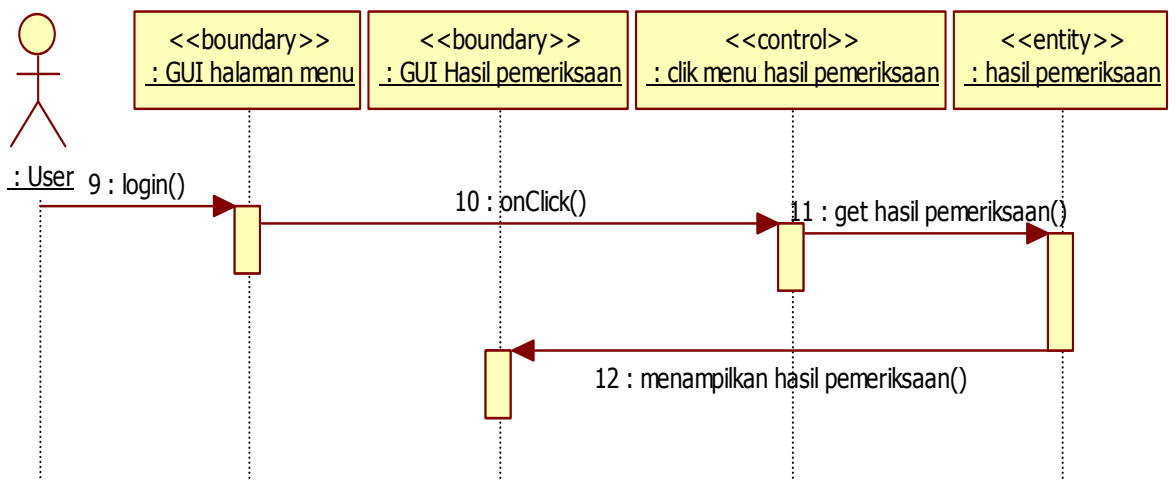 <<boundary>>
: GUI halaman menu
<<boundary>>
: GUI Hasil pemeriksaan
<<control>>
: clik menu hasil pemeriksaan
<<entity>>
: hasil pemeriksaan
: User
9 : login()
10 : onClick()
11 : get hasil pemeriksaan()
12 : menampilkan hasil pemeriksaan()